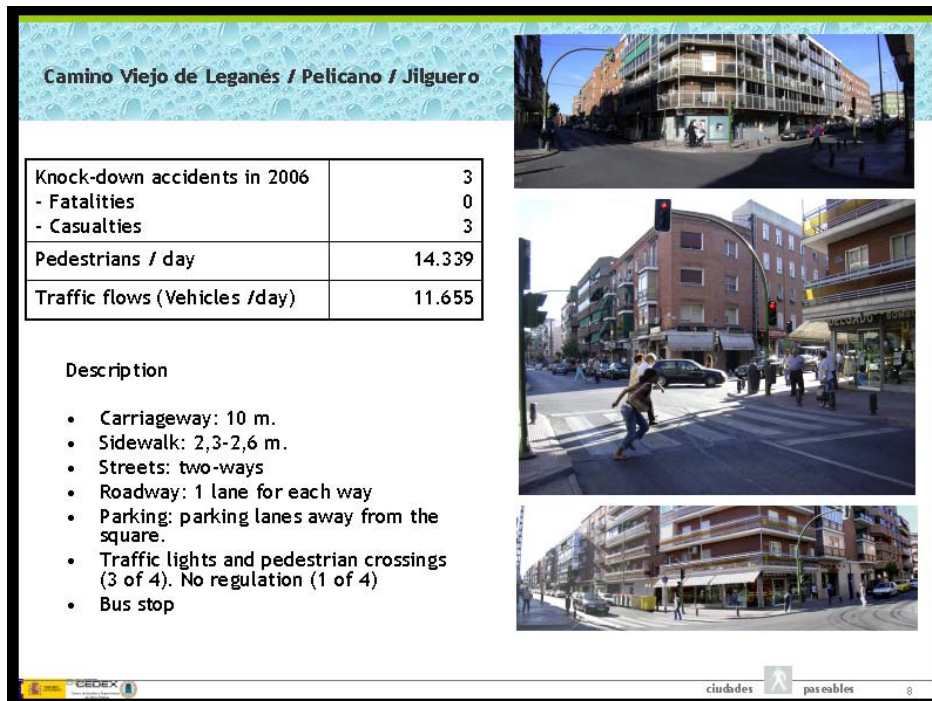 Camino Viejo de Leganés / Pelicano / Jilguero
Knock-down accidents in 2006 3
- Fatalities 0
- Casualties 3
Pedestrians / day 14.339
Traffic flows (Vehicles /day) 11.655
Description
• Carriageway: 10 m.
• Sidewalk: 2,3-2,6 m.
• Streets: two-ways
• Roadway: 1 lane for each way
• Parking: parking lanes away from the
square.
• Traffic lights and pedestrian crossings
(3 of 4). No regulation (1 of 4)
• Bus stop
CEDEX
ciudades paseables 8